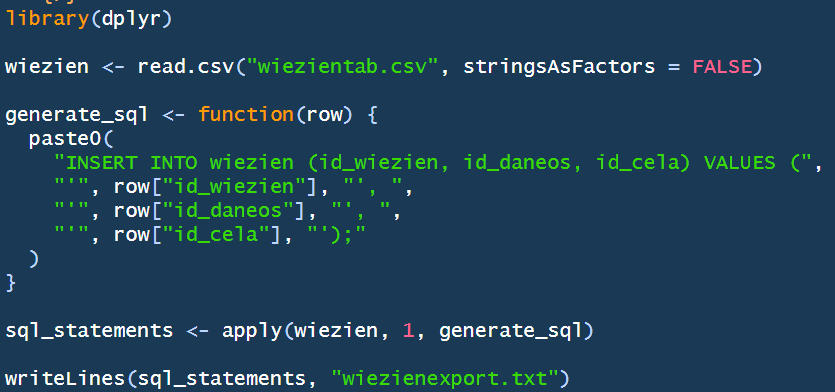 library(dplyr)
wiezien <- read.csv("wiezientab.csv", stringsAsFactors = FALSE)
generate_sql <- function(row) {
paste0(
"INSERT INTO wiezien (id_wiezien, id_daneos, id_cela) VALUES (",
"'", row["id_wiezien"], "', ",
"'", row["id_daneos"], "', ",
"'", row["id_cela"], "');"
)
}
sql_statements <- apply(wiezien, 1, generate_sql)
writeLines(sql_statements, "wiezienexport.txt")